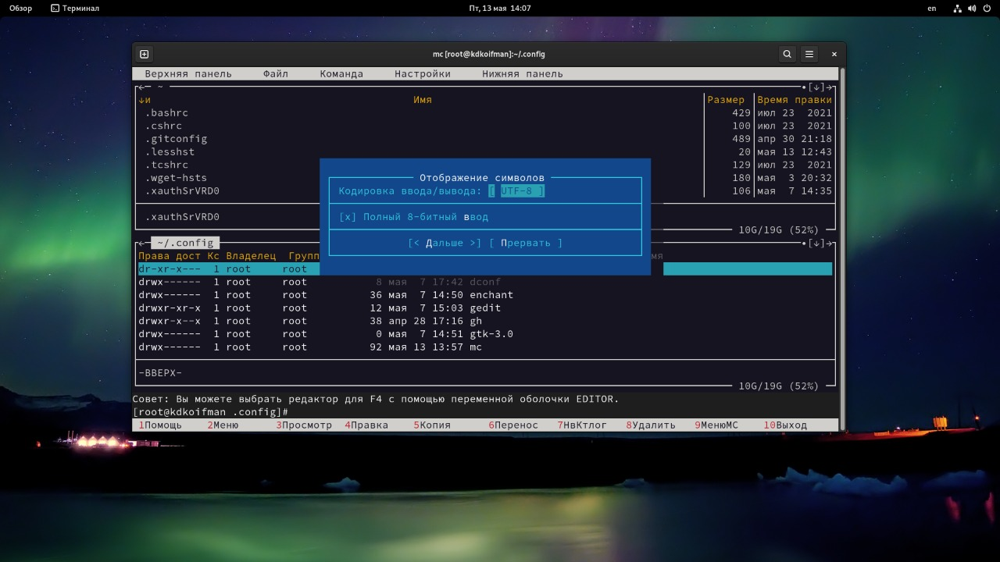 Обзор Терминал Пт, 13 мая 14:07 en
mc [root@kdkoifman]:~/.config
Верхняя панель Файл Команда Настройки Нижняя панель
←~ •[↓]→
↓и Имя Размер Время правки
.bashrc 429 июл 23 2021
.cshrc 100 июл 23 2021
.gitconfig 489 апр 30 21:18
.lesshst 20 мая 13 12:43
.tcshrc 129 июл 23 2021
.wget-hsts 180 мая 3 20:32
.xauthSrVRD0 106 мая 7 14:35
.xauthSrVRD0
10G/19G (52%)
Отображение символов
Кодировка ввода/вывода: [ UTF-8 ]
[x] Полный 8-битный ввод
[< Дальше >] [ Прервать ]
← ~/.config •[↓]→
Права дост Кс Владелец Групп мя
dr-xr-x--- 1 root root
drwx------ 1 root root 8 мая 7 17:42 dconf
drwx------ 1 root root 36 мая 7 14:50 enchant
drwxr-xr-x 1 root root 12 мая 7 15:03 gedit
drwxr-x--x 1 root root 38 апр 28 17:16 gh
drwx------ 1 root root 0 мая 7 14:51 gtk-3.0
drwx------ 1 root root 92 мая 13 13:57 mc
-ВВЕРХ-
10G/19G (52%)
Совет: Вы можете выбрать редактор для F4 с помощью переменной оболочки EDITOR.
[root@kdkoifman .config]#
1Помощь 2Меню 3Просмотр 4Правка 5Копия 6Перенос 7НвКтлог 8Удалить 9МенюМС 10Выход